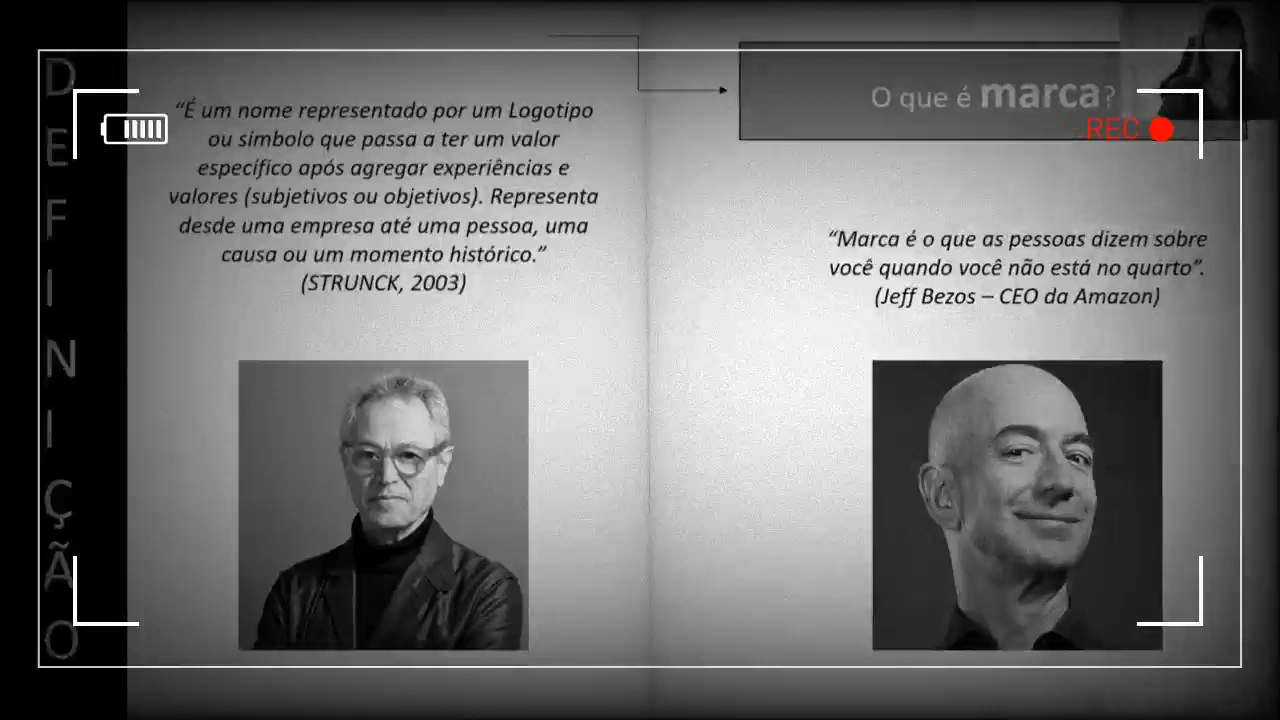 DEFINIÇÃO
“É um nome representado por um Logotipo
ou símbolo que passa a ter um valor
específico após agregar experiências e
valores (subjetivos ou objetivos). Representa
desde uma empresa até uma pessoa, uma
causa ou um momento histórico.”
(STRUNCK, 2003)
O que é marca?
REC
“Marca é o que as pessoas dizem sobre
você quando você não está no quarto”.
(Jeff Bezos – CEO da Amazon)